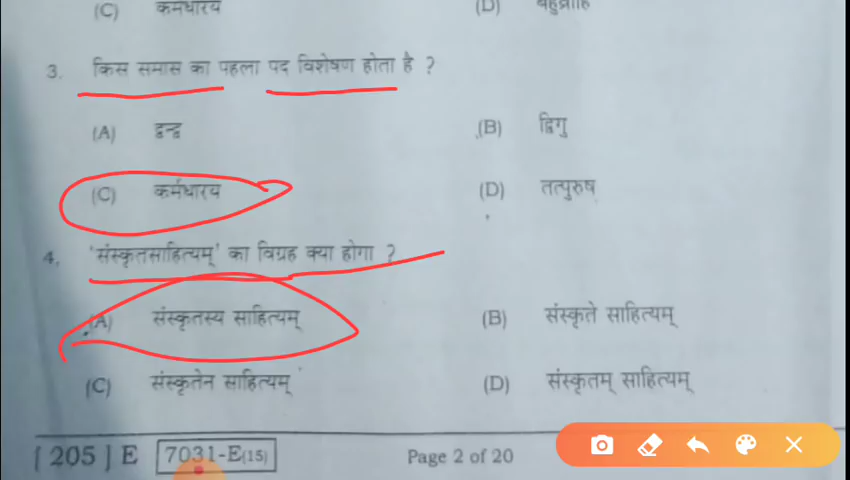 (C) कर्मधारय (D) बहुव्रीहि
3. किस समास का पहला पद विशेषण होता है ?
(A) द्वन्द्व (B) द्विगु
(C) कर्मधारय (D) तत्पुरुष
4. 'संस्कृतसाहित्यम्' का विग्रह क्या होगा ?
(A) संस्कृतस्य साहित्यम् (B) संस्कृते साहित्यम्
(C) संस्कृतेन साहित्यम् (D) संस्कृतम् साहित्यम्
[ 205 ] E 7031-E(15) Page 2 of 20